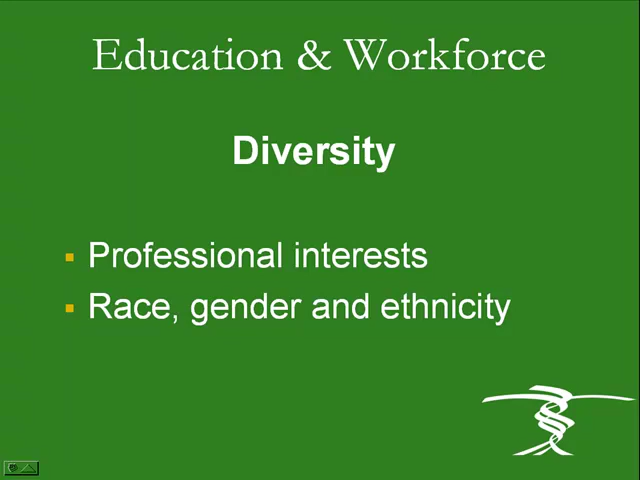 Education & Workforce
Diversity
Professional interests
Race, gender and ethnicity